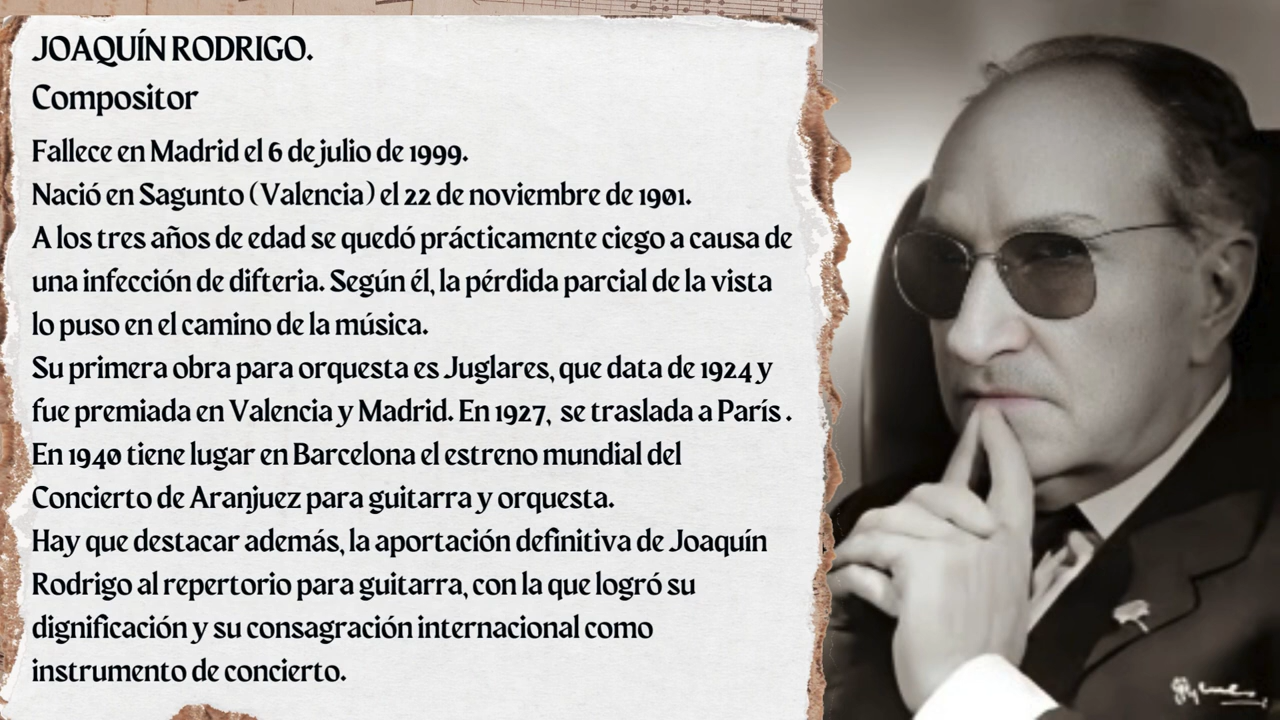 JOAQUÍN RODRIGO.
Compositor
Fallece en Madrid el 6 de julio de 1999.
Nació en Sagunto (Valencia) el 22 de noviembre de 1901.
A los tres años de edad se quedó prácticamente ciego a causa de
una infección de difteria. Según él, la pérdida parcial de la vista
lo puso en el camino de la música.
Su primera obra para orquesta es Juglares, que data de 1924 y
fue premiada en Valencia y Madrid. En 1927, se traslada a París .
En 1940 tiene lugar en Barcelona el estreno mundial del
Concierto de Aranjuez para guitarra y orquesta.
Hay que destacar además, la aportación definitiva de Joaquín
Rodrigo al repertorio para guitarra, con la que logró su
dignificación y su consagración internacional como
instrumento de concierto.